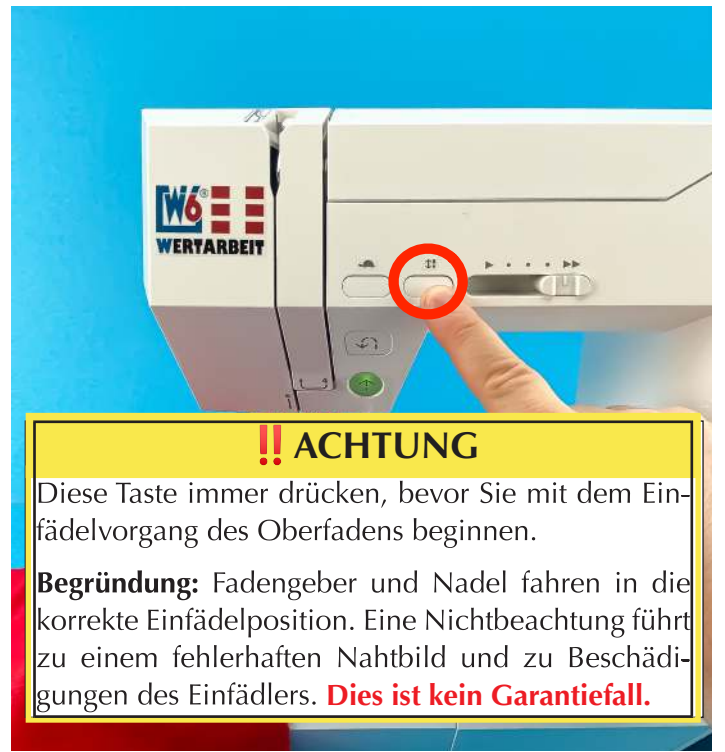 W6
WERTARBEIT
‼ ACHTUNG
Diese Taste immer drücken, bevor Sie mit dem Ein-
fädelvorgang des Oberfadens beginnen.
Begründung: Fadengeber und Nadel fahren in die
korrekte Einfädelposition. Eine Nichtbeachtung führt
zu einem fehlerhaften Nahtbild und zu Beschädi-
gungen des Einfädlers. Dies ist kein Garantiefall.